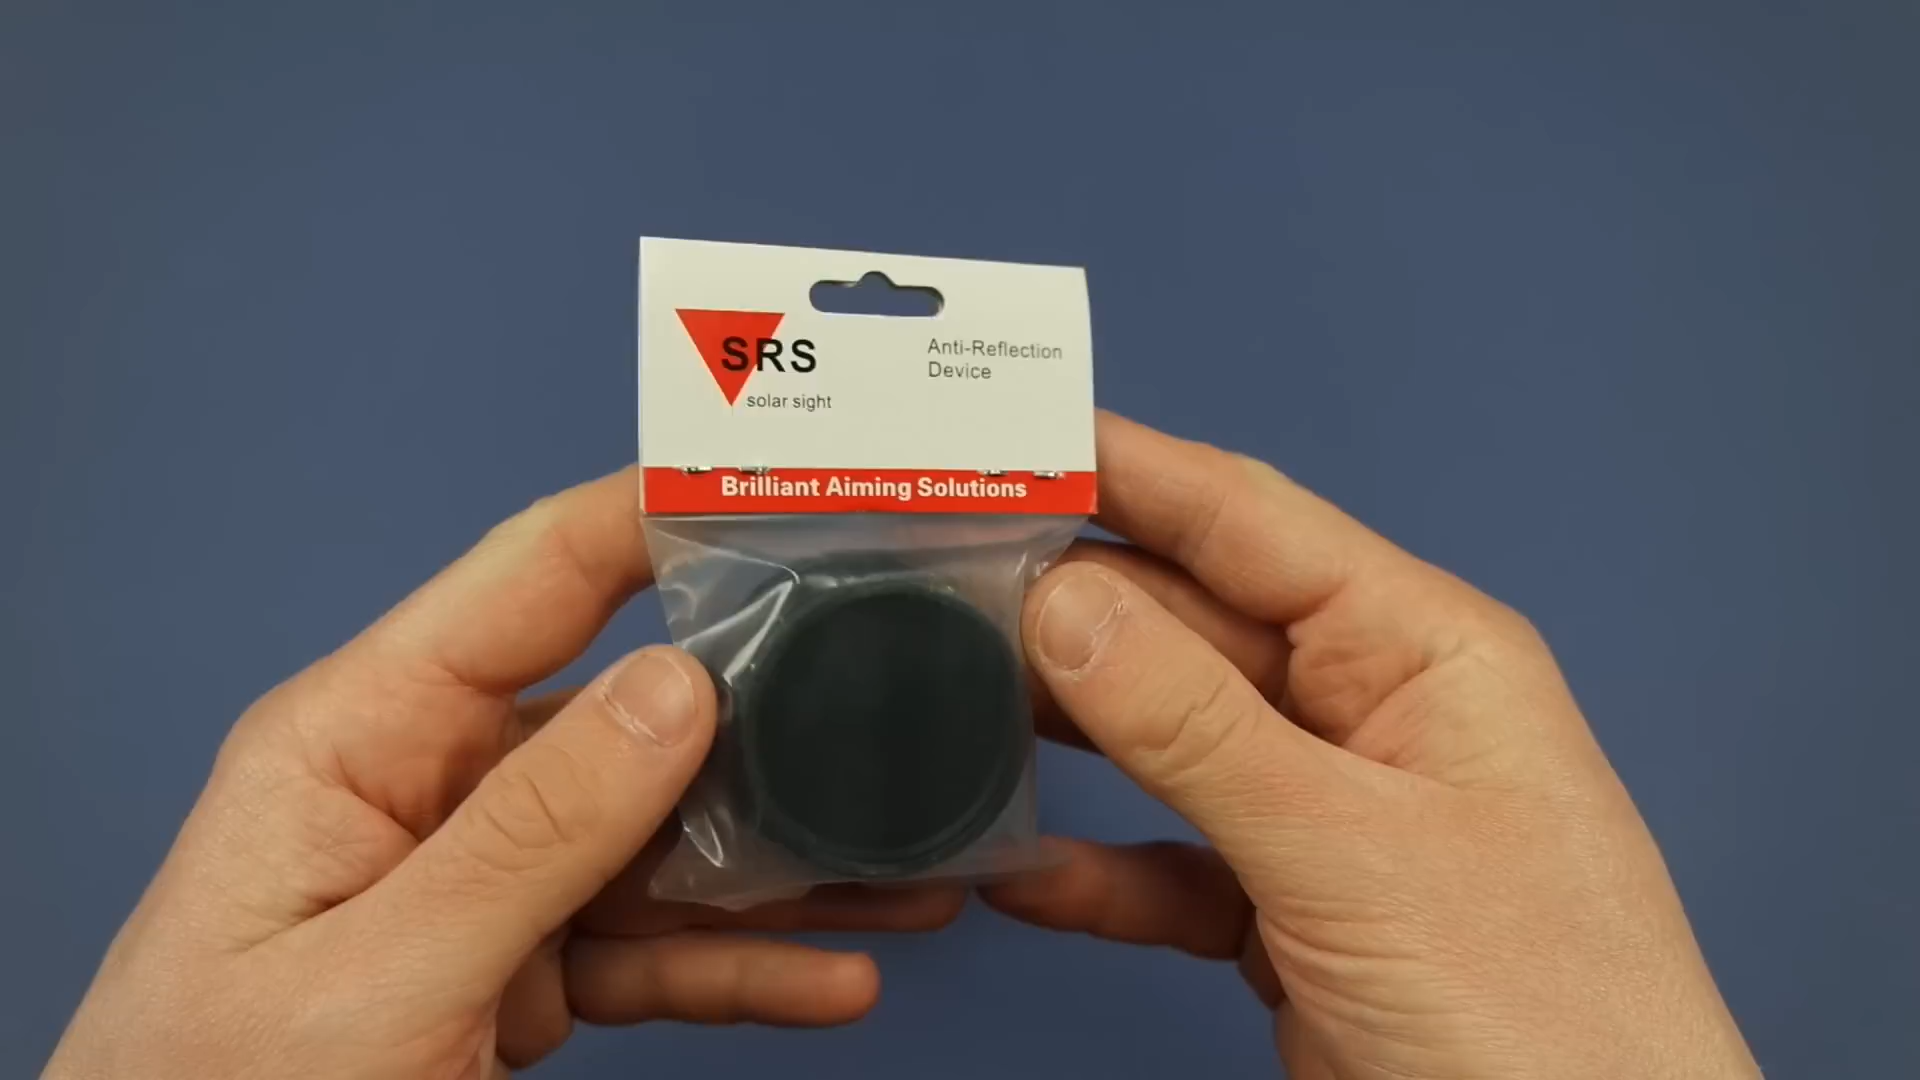 SRS
solar sight
Anti-Reflection
Device
Brilliant Aiming Solutions